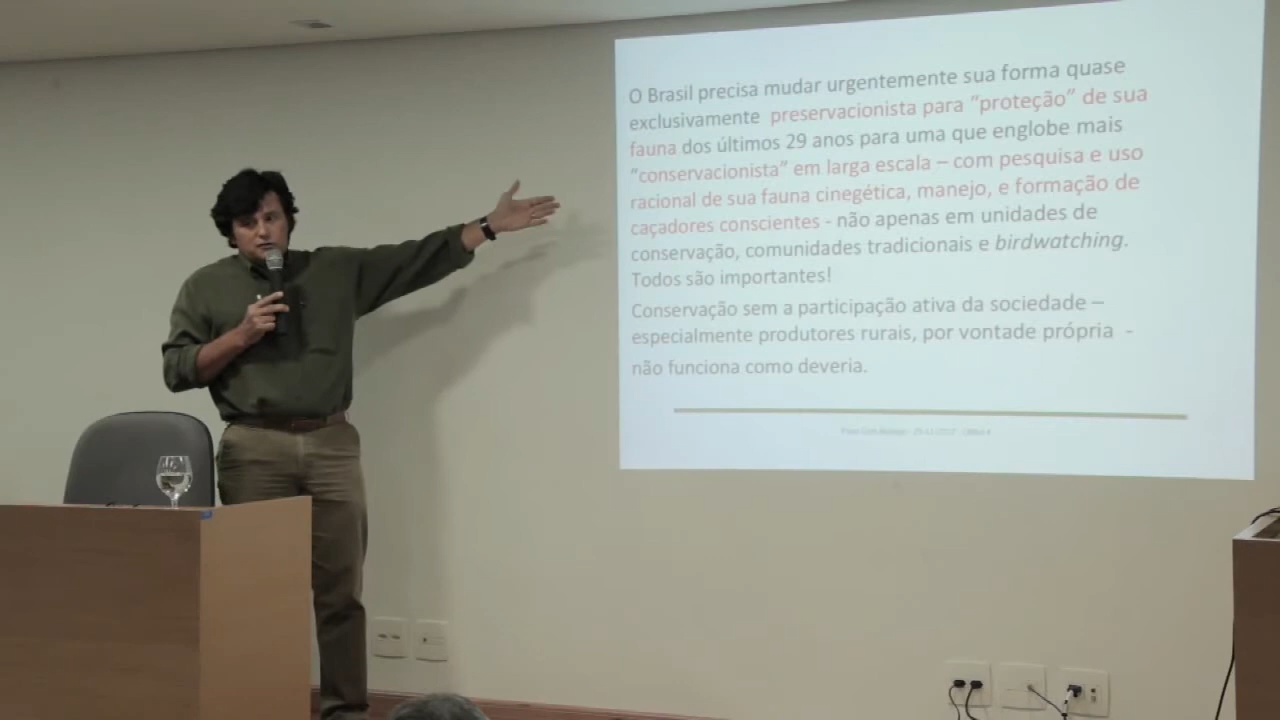 O Brasil precisa mudar urgentemente sua forma quase
exclusivamente preservacionista para “proteção” de sua
fauna dos últimos 29 anos para uma que englobe mais
“conservacionista” em larga escala – com pesquisa e uso
racional de sua fauna cinegética, manejo, e formação de
caçadores conscientes - não apenas em unidades de
conservação, comunidades tradicionais e birdwatching.
Todos são importantes!
Conservação sem a participação ativa da sociedade –
especialmente produtores rurais, por vontade própria -
não funciona como deveria.